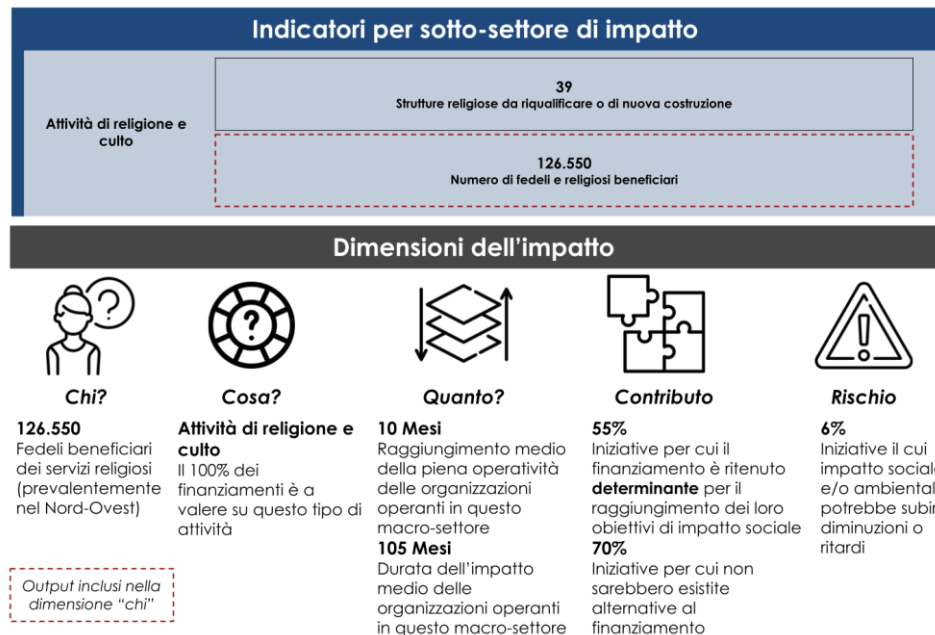 Indicatori per sotto-settore di impatto
Attività di religione e
culto
39
Strutture religiose da riqualificare o di nuova costruzione
126.550
Numero di fedeli e religiosi beneficiari
Dimensioni dell'impatto
?
Chi?
126.550
Fedeli beneficiari
dei servizi religiosi
(prevalentemente
nel Nord-Ovest)
Output inclusi nella
dimensione "chi"
?
Cosa?
Attività di religione e
culto
Il 100% dei
finanziamenti è a
valere su questo tipo di
attività
Quanto?
10 Mesi
Raggiungimento medio
della piena operatività
delle organizzazioni
operanti in questo
macro-settore
105 Mesi
Durata dell'impatto
medio delle
organizzazioni operanti
in questo macro-settore
Contributo
55%
Iniziative per cui il
finanziamento è ritenuto
determinante per il
raggiungimento dei loro
obiettivi di impatto sociale
70%
Iniziative per cui non
sarebbero esistite
alternative al
finanziamento
!
Rischio
6%
Iniziative il cui
impatto sociale
e/o ambiental
potrebbe subir
diminuzioni o
ritardi